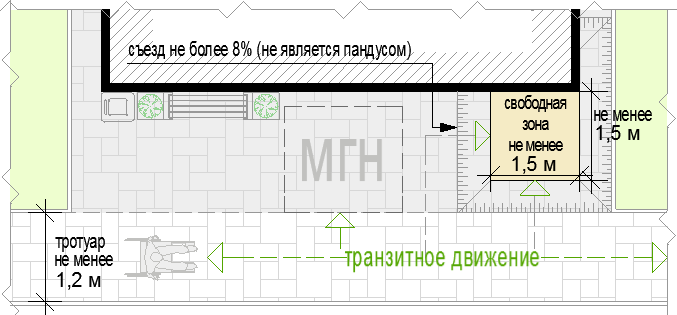 съезд не более 8% (не является пандусом)
свободная
зона
не менее
1,5 м
не менее
1,5 м
МГН
тротуар
не менее
1,2 м
транзитное движение